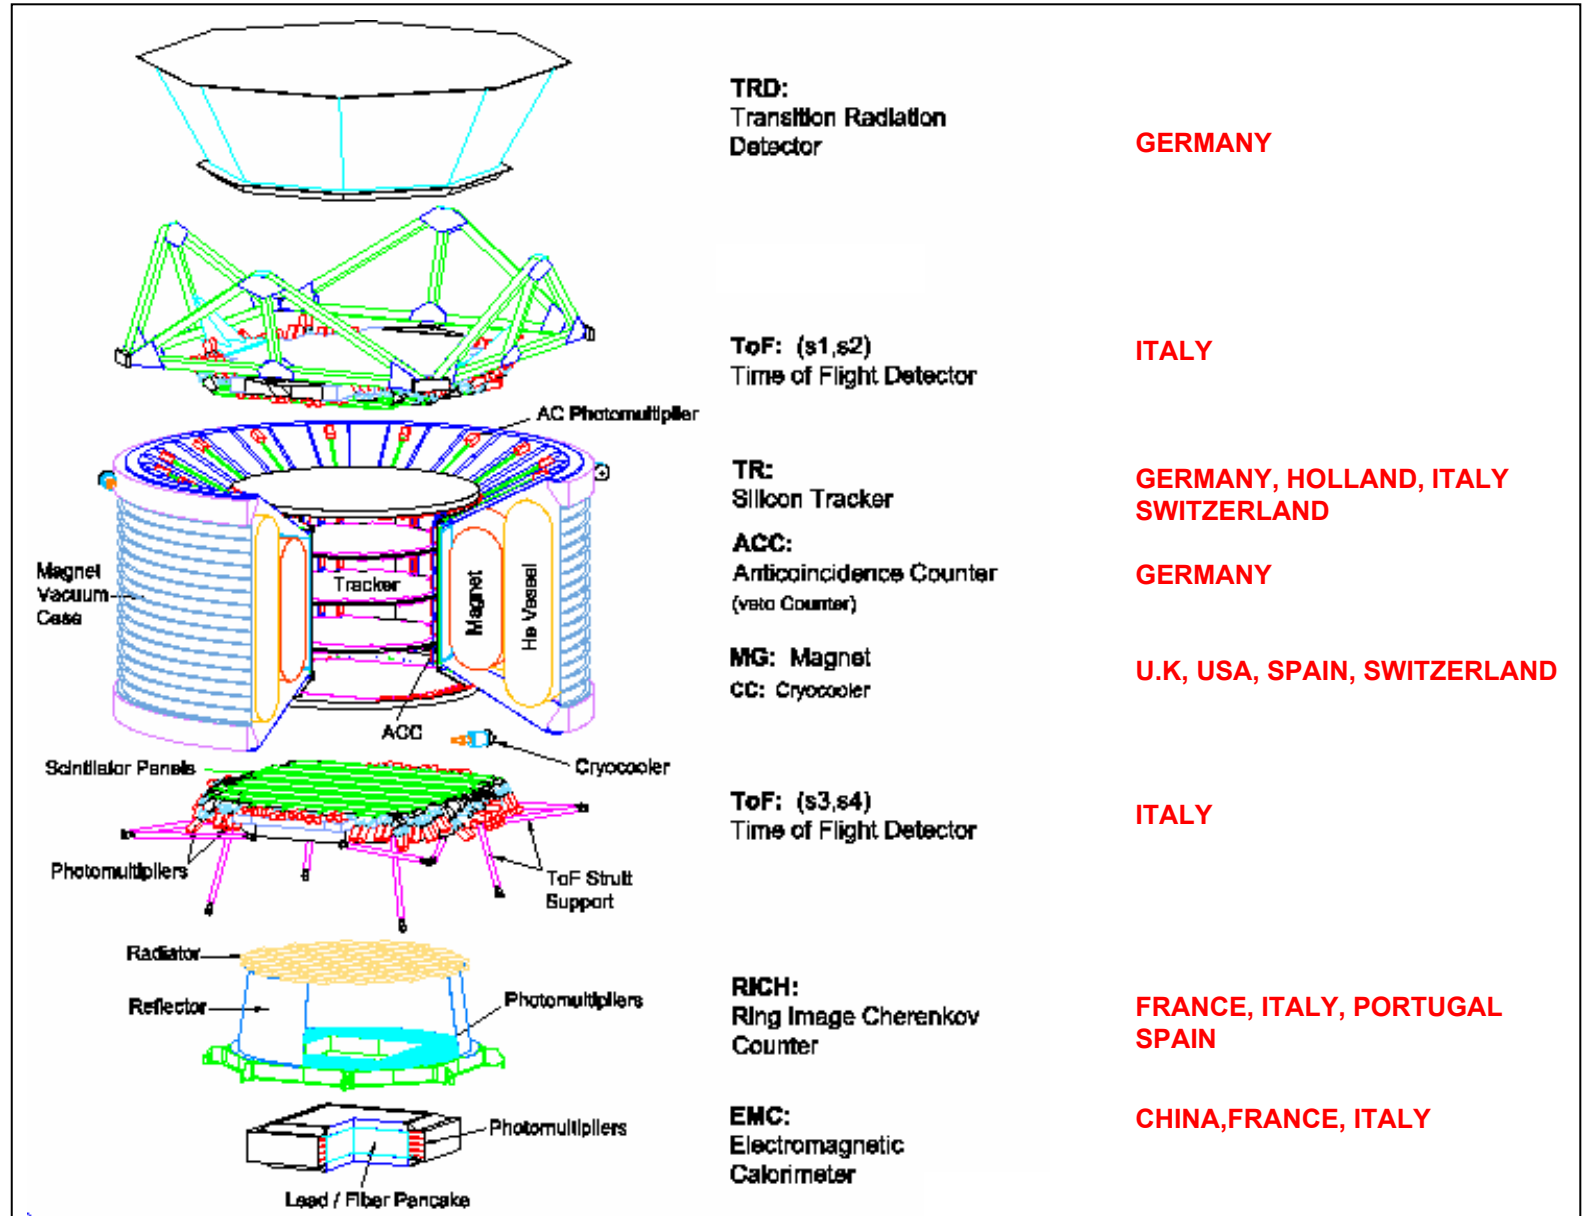 TRD:
Transition Radiation
Detector
GERMANY
ToF: (s1,s2)
Time of Flight Detector
ITALY
AC Photomultiplier
TR:
Silicon Tracker
GERMANY, HOLLAND, ITALY
SWITZERLAND
ACC:
Anticoincidence Counter
(veto Counter)
GERMANY
Magnet
Vacuum
Case
Tracker
Magnet
He Vessel
MG: Magnet
CC: Cryocooler
U.K, USA, SPAIN, SWITZERLAND
ACC
Cryocooler
Scintilator Panels
ToF: (s3,s4)
Time of Flight Detector
ITALY
Photomultipliers
ToF Strutt
Support
Radiator
Reflector
Photomultipliers
RICH:
Ring Image Cherenkov
Counter
FRANCE, ITALY, PORTUGAL
SPAIN
EMC:
Electromagnetic
Calorimeter
CHINA,FRANCE, ITALY
Photomultipliers
Lead / Fiber Pancake